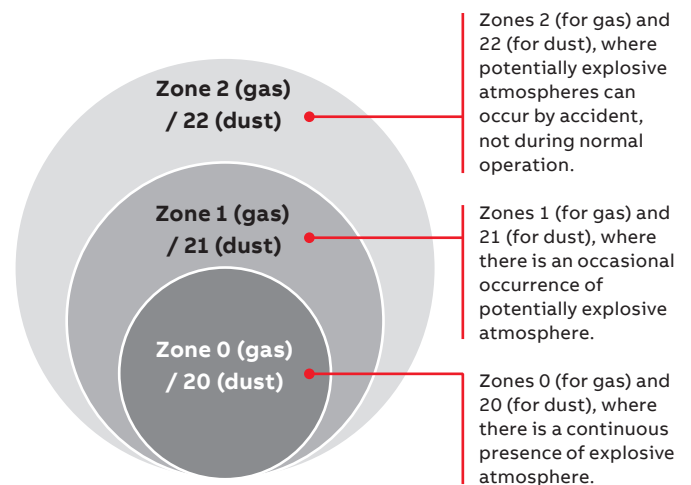 Zone 2 (gas)
/ 22 (dust)
Zones 2 (for gas) and
22 (for dust), where
potentially explosive
atmospheres can
occur by accident,
not during normal
operation.
Zone 1 (gas)
/ 21 (dust)
Zones 1 (for gas) and
21 (for dust), where
there is an occasional
occurrence of
potentially explosive
atmosphere.
Zone 0 (gas)
/ 20 (dust)
Zones 0 (for gas) and
20 (for dust), where
there is a continuous
presence of explosive
atmosphere.